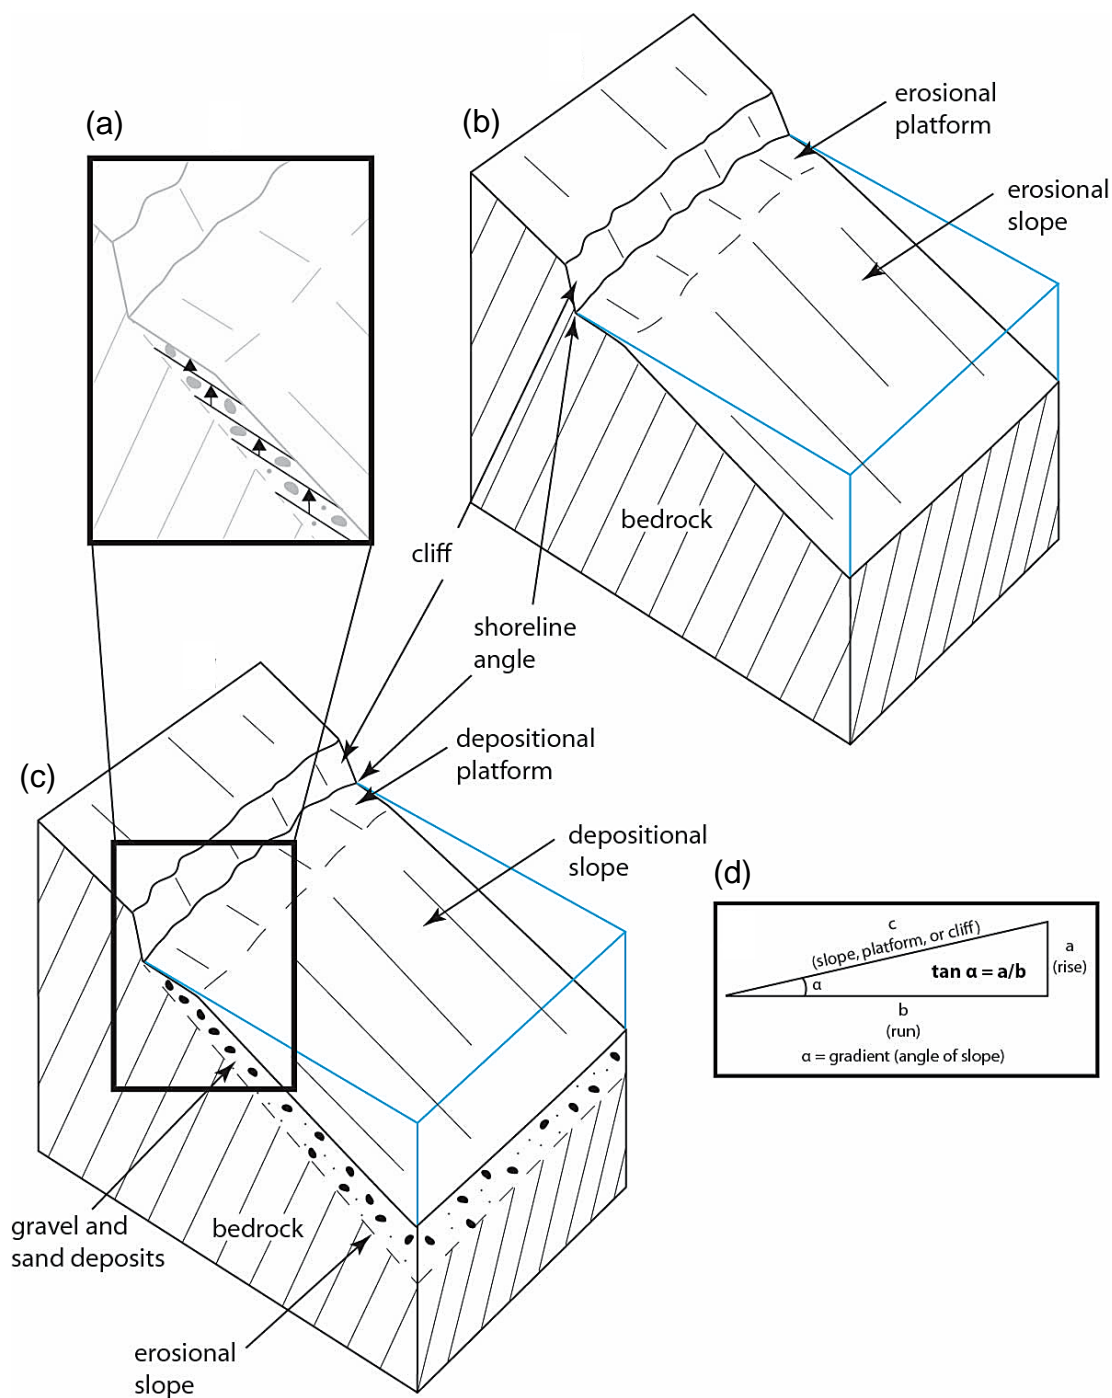 (a)
(b)
erosional
platform
erosional
slope
bedrock
cliff
shoreline
angle
(c)
depositional
platform
depositional
slope
gravel and
sand deposits
bedrock
erosional
slope
(d)
c
(slope, platform, or cliff)
a
(rise)
tan α = a/b
α
b
(run)
α = gradient (angle of slope)